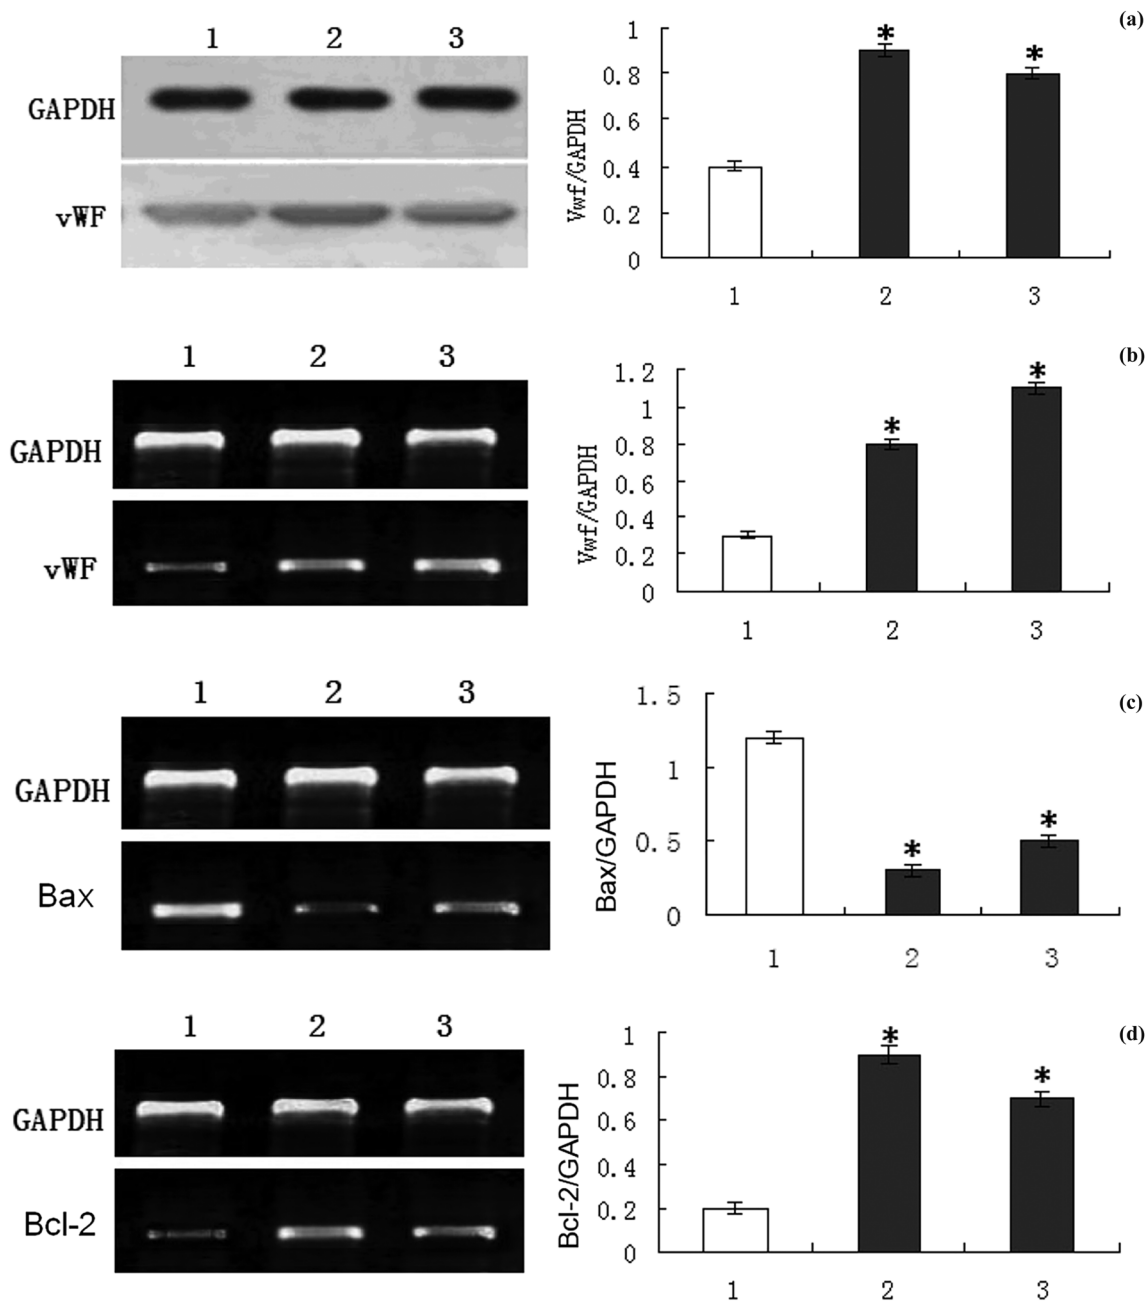 (a)
1 2 3
GAPDH
vWF
Vwf/GAPDH
1
0.8
0.6
0.4
0.2
0
* *
1 2 3
(b)
1 2 3
GAPDH
vWF
Vwf/GAPDH
1.2
1
0.8
0.6
0.4
0.2
0
* *
1 2 3
(c)
1 2 3
GAPDH
Bax
Bax/GAPDH
1.5
1
0.5
0
* *
1 2 3
(d)
1 2 3
GAPDH
Bcl-2
Bcl-2/GAPDH
1
0.8
0.6
0.4
0.2
0
* *
1 2 3